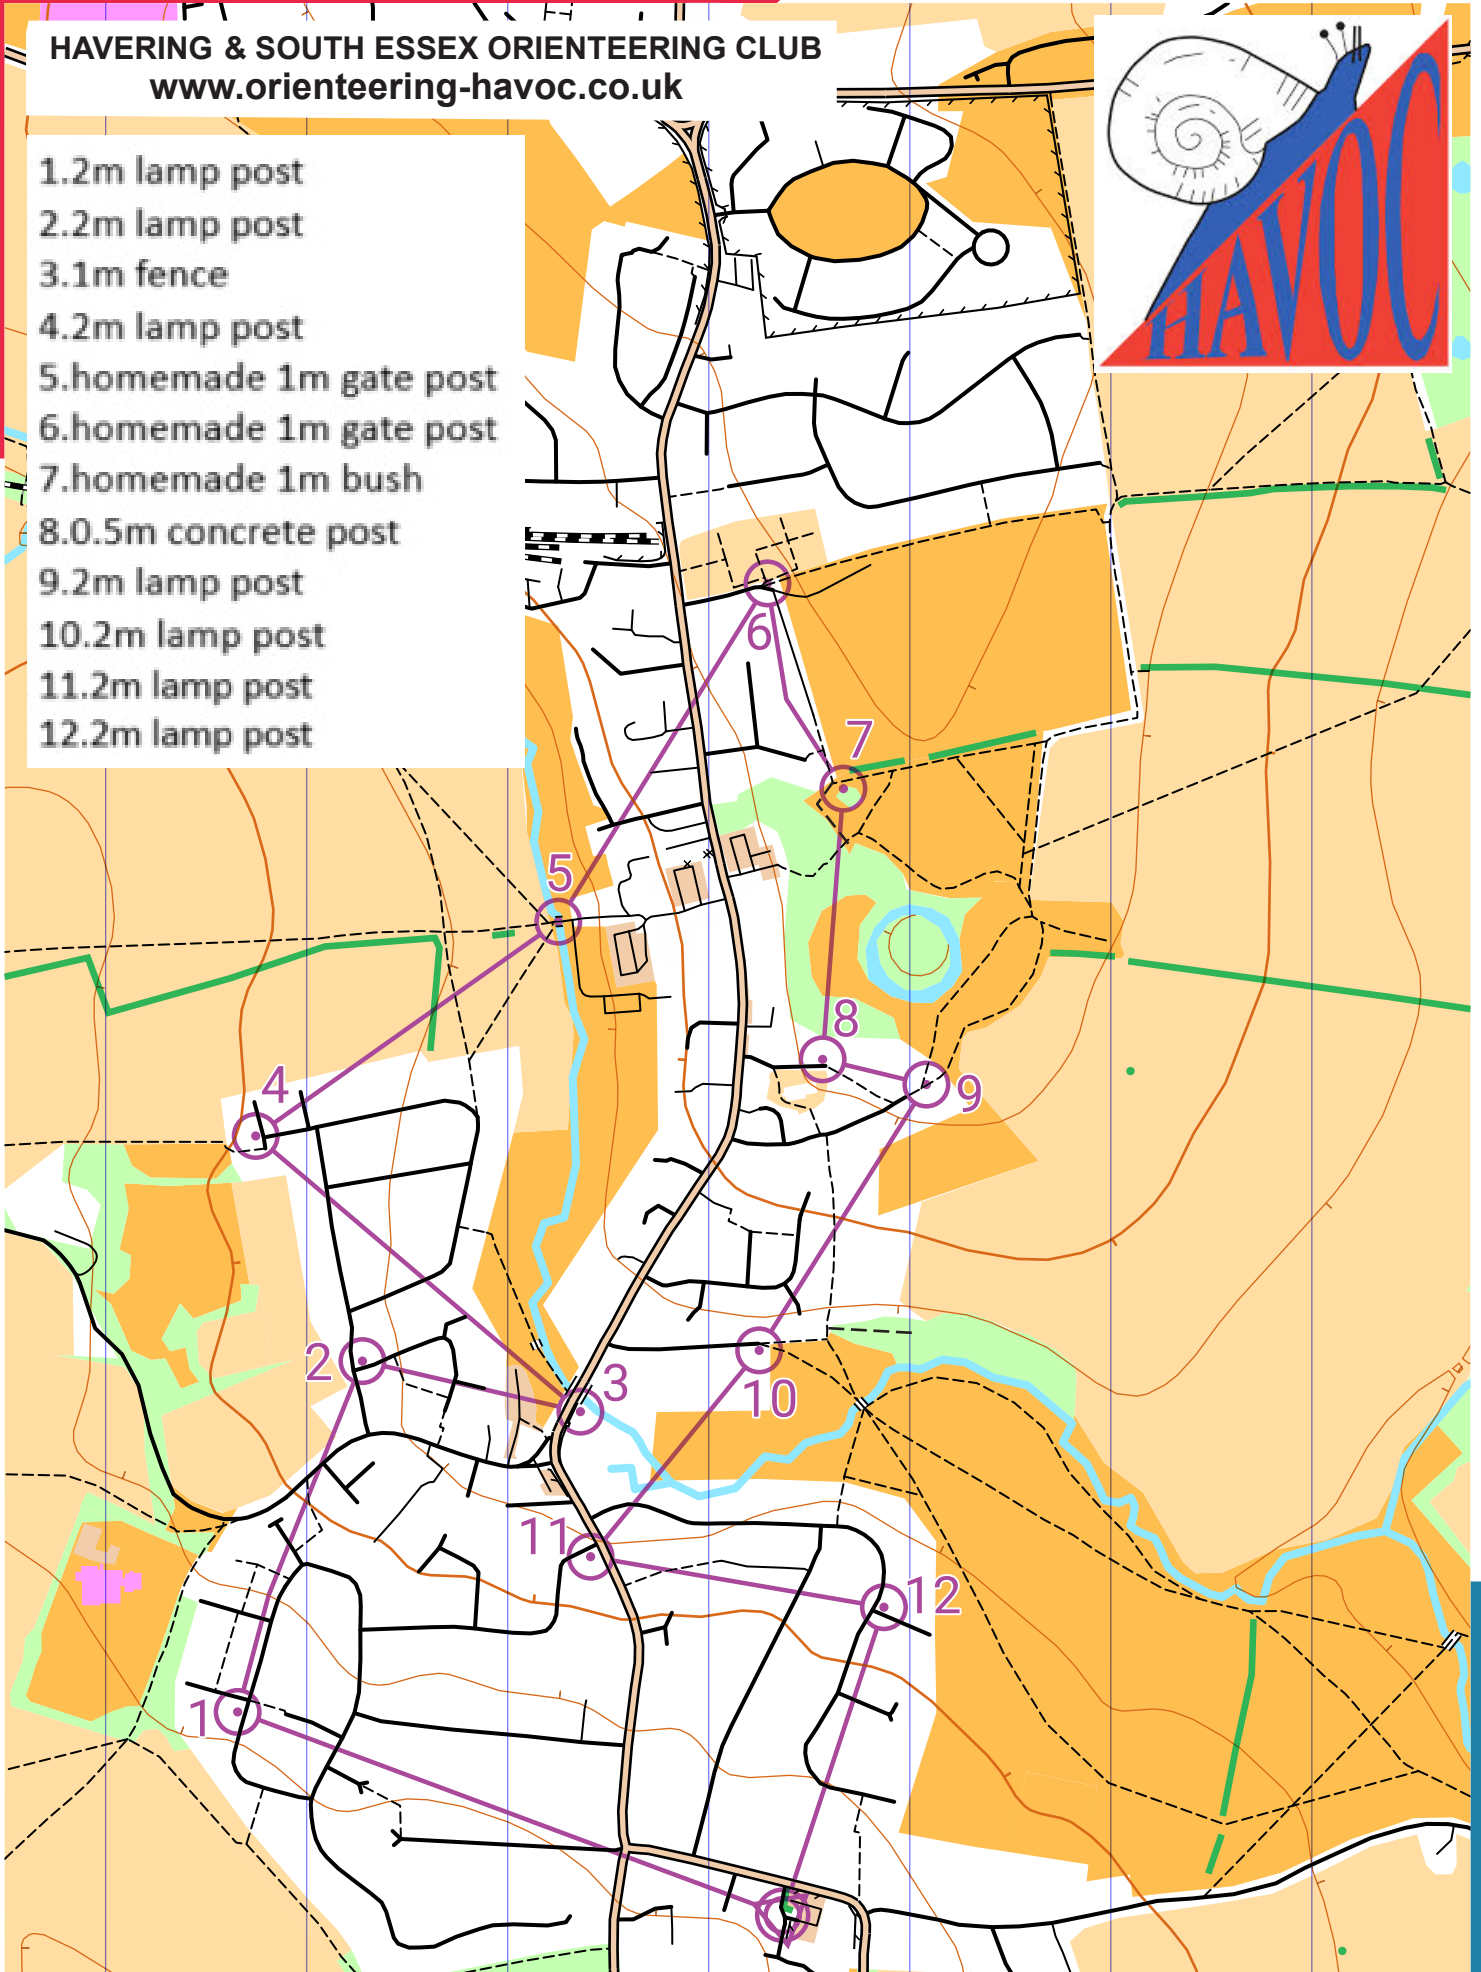 HAVERING & SOUTH ESSEX ORIENTEERING CLUB
www.orienteering-havoc.co.uk
HAVOC
1.2m lamp post
2.2m lamp post
3.1m fence
4.2m lamp post
5.homemade 1m gate post
6.homemade 1m gate post
7.homemade 1m bush
8.0.5m concrete post
9.2m lamp post
10.2m lamp post
11.2m lamp post
12.2m lamp post
6
7
5
8
4
9
2
3
10
11
12
1